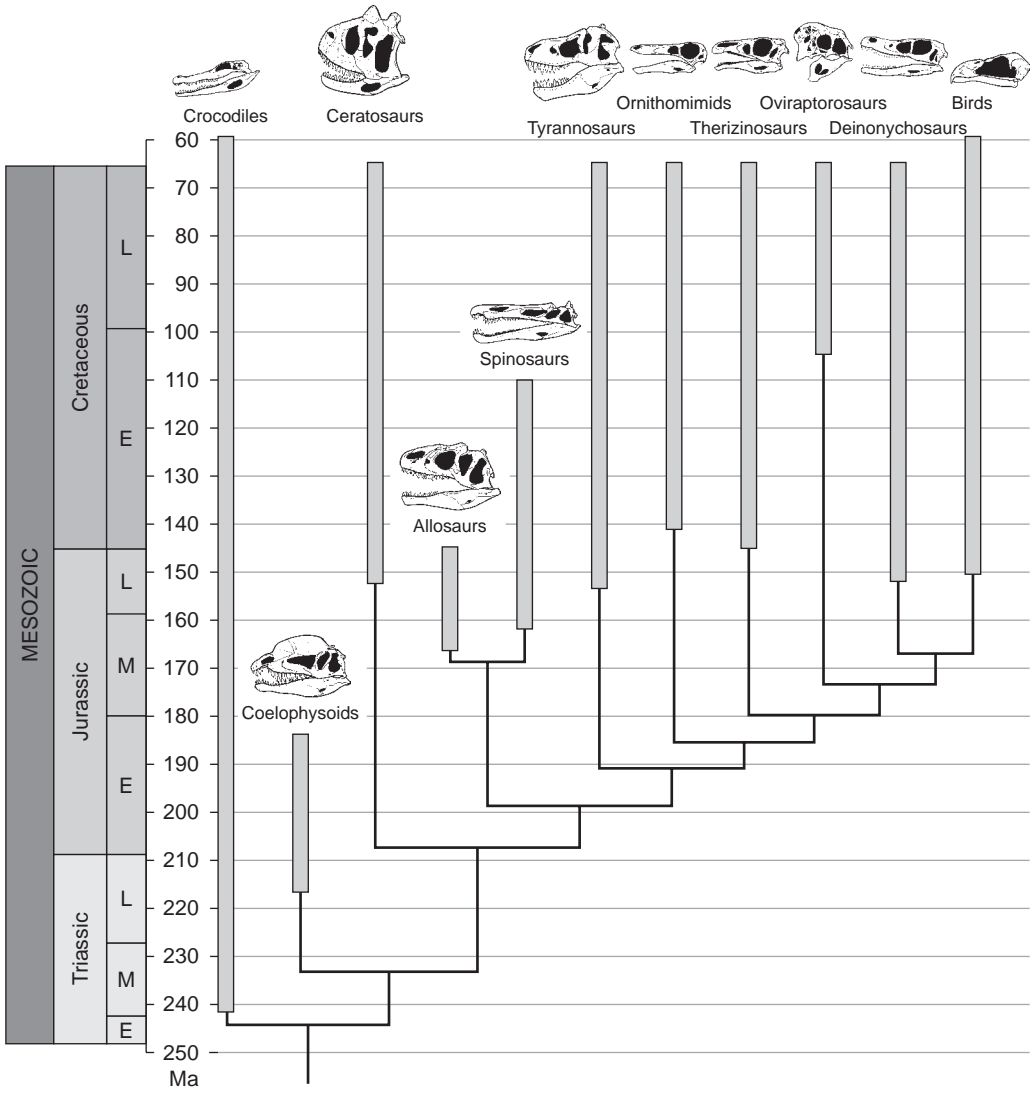 Crocodiles
Ceratosaurs
Tyrannosaurs
Ornithomimids
Therizinosaurs
Oviraptorosaurs
Deinonychosaurs
Birds
Spinosaurs
Allosaurs
Coelophysoids
MESOZOIC
Cretaceous
Jurassic
Triassic
L
E
L
M
E
L
M
E
60
70
80
90
100
110
120
130
140
150
160
170
180
190
200
210
220
230
240
250
Ma